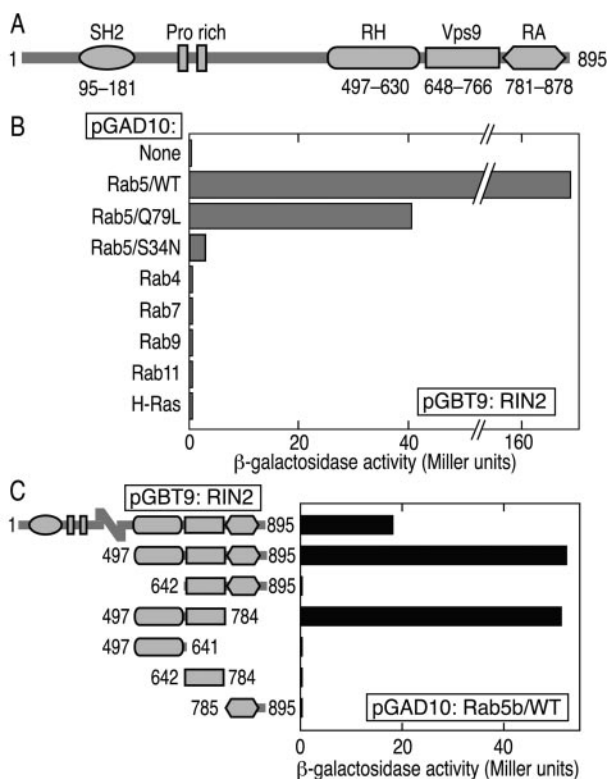 A
SH2 Pro rich RH Vps9 RA
1 895
95–181 497–630 648–766 781–878
B
pGAD10:
None
Rab5/WT
Rab5/Q79L
Rab5/S34N
Rab4
Rab7
Rab9
Rab11
H-Ras
pGBT9: RIN2
0 20 40 160
β-galactosidase activity (Miller units)
C
pGBT9: RIN2
1 895
497 895
642 895
497 784
497 641
642 784
785 895
pGAD10: Rab5b/WT
0 20 40
β-galactosidase activity (Miller units)